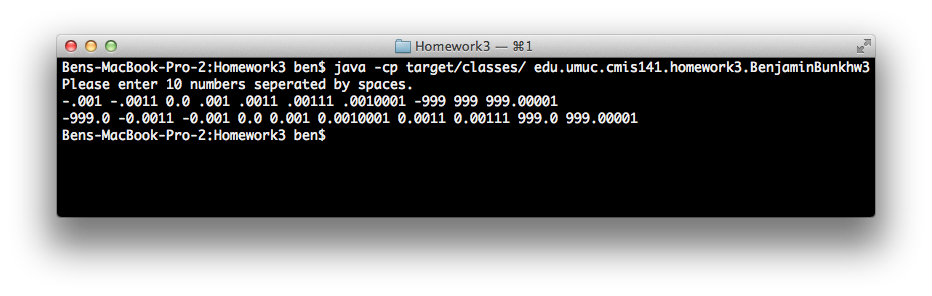 Homework3 — ⌘1
Bens-MacBook-Pro-2:Homework3 ben$ java -cp target/classes/ edu.umuc.cmis141.homework3.BenjaminBunkhw3
Please enter 10 numbers seperated by spaces.
-.001 -.0011 0.0 .001 .0011 .00111 .0010001 -999 999 999.00001
-999.0 -0.0011 -0.001 0.0 0.001 0.0010001 0.0011 0.00111 999.0 999.00001
Bens-MacBook-Pro-2:Homework3 ben$